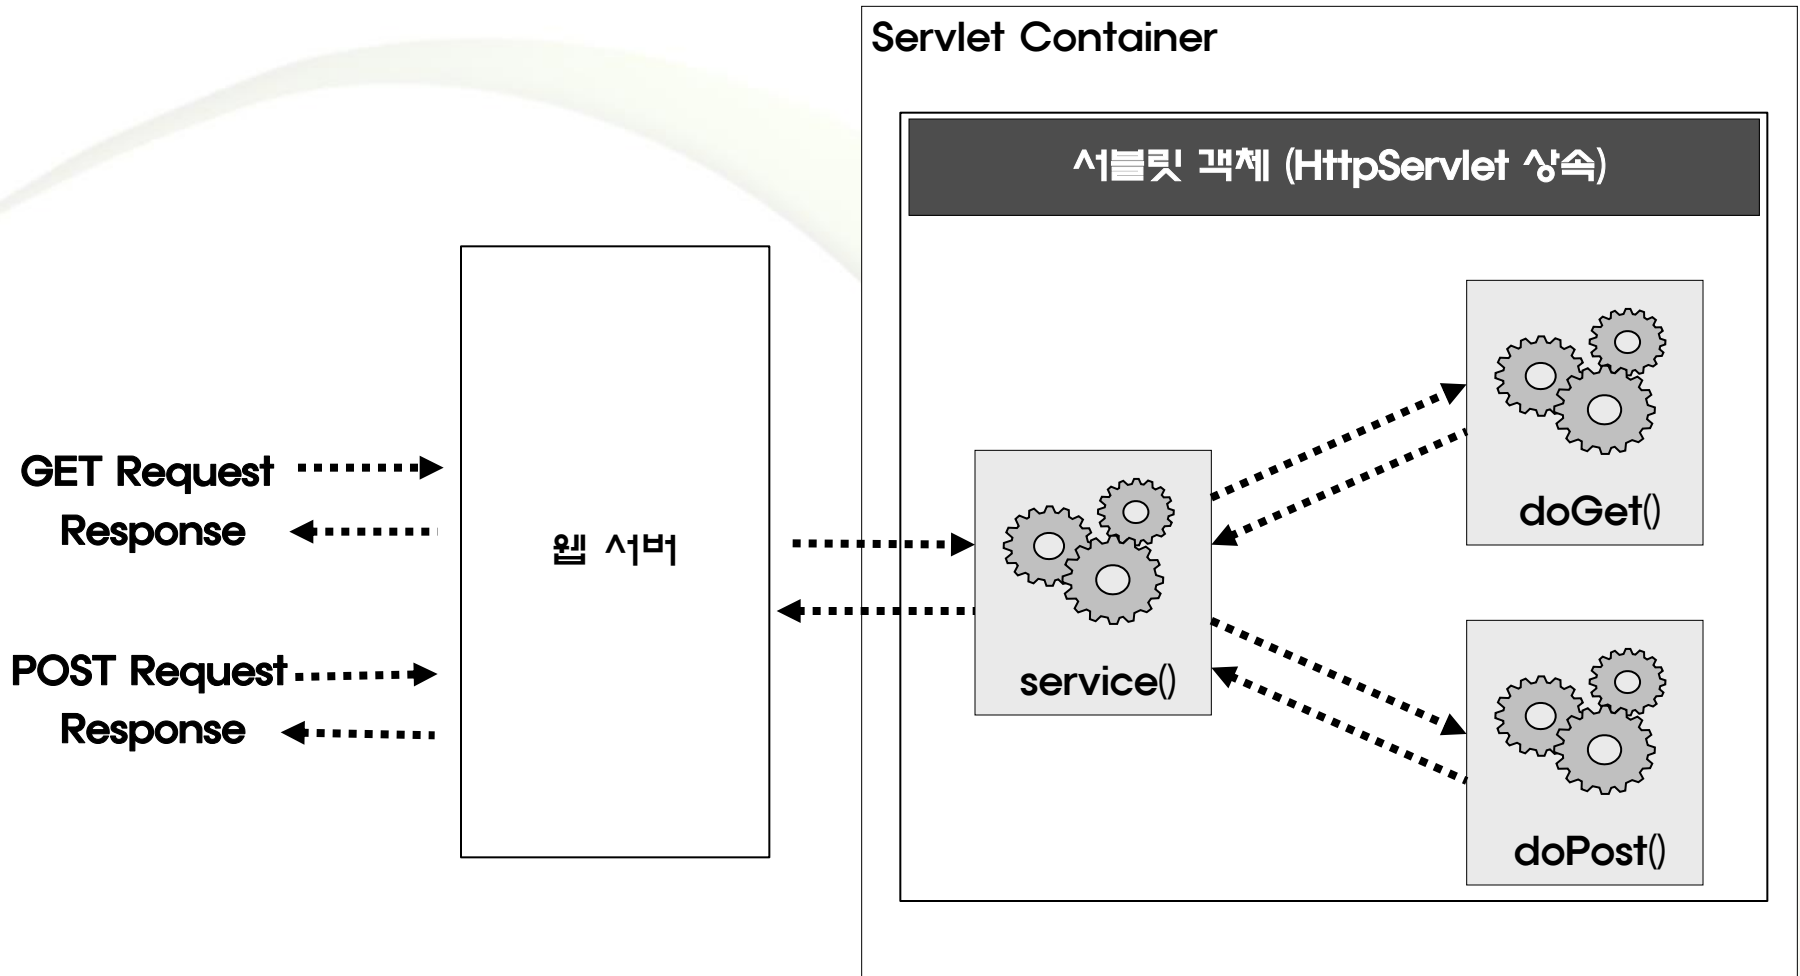 Servlet Container
서블릿 객체 (HttpServlet 상속)
GET Request
Response
웹 서버
POST Request
Response
service()
doGet()
doPost()